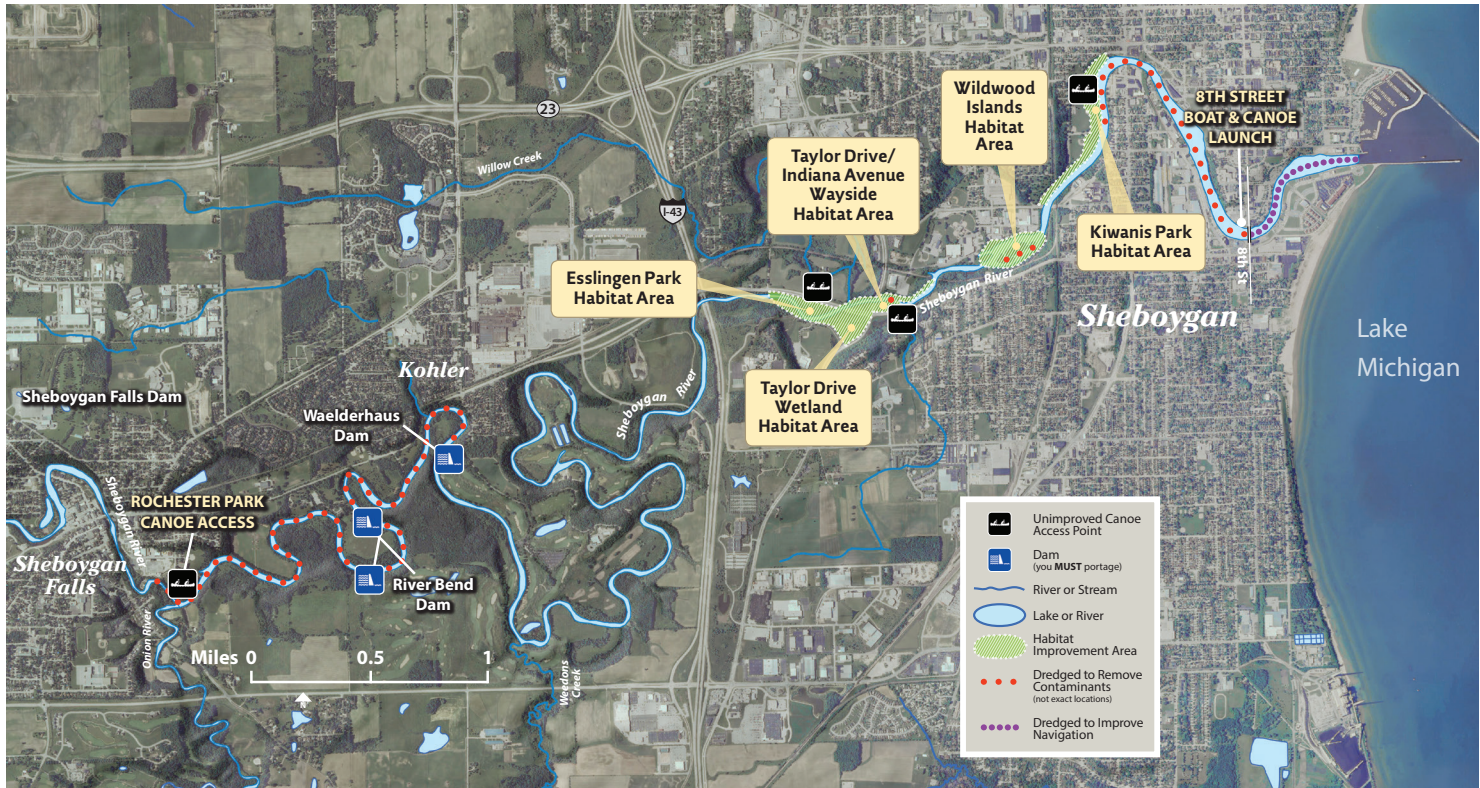 23
Willow Creek
I-43
Wildwood
Islands
Habitat
Area
8TH STREET
BOAT & CANOE
LAUNCH
Taylor Drive/
Indiana Avenue
Wayside
Habitat Area
Kiwanis Park
Habitat Area
8th St
Esslingen Park
Habitat Area
Sheboygan River
Sheboygan
Lake
Michigan
Taylor Drive
Wetland
Habitat Area
Kohler
Sheboygan River
Sheboygan Falls Dam
Waelderhaus
Dam
Sheboygan River
ROCHESTER PARK
CANOE ACCESS
Sheboygan
Falls
River Bend
Dam
Onion River
Weedons
Creek
Miles 0 0.5 1
Unimproved Canoe
Access Point
Dam
(you MUST portage)
River or Stream
Lake or River
Habitat
Improvement Area
Dredged to Remove
Contaminants
(not exact locations)
Dredged to Improve
Navigation